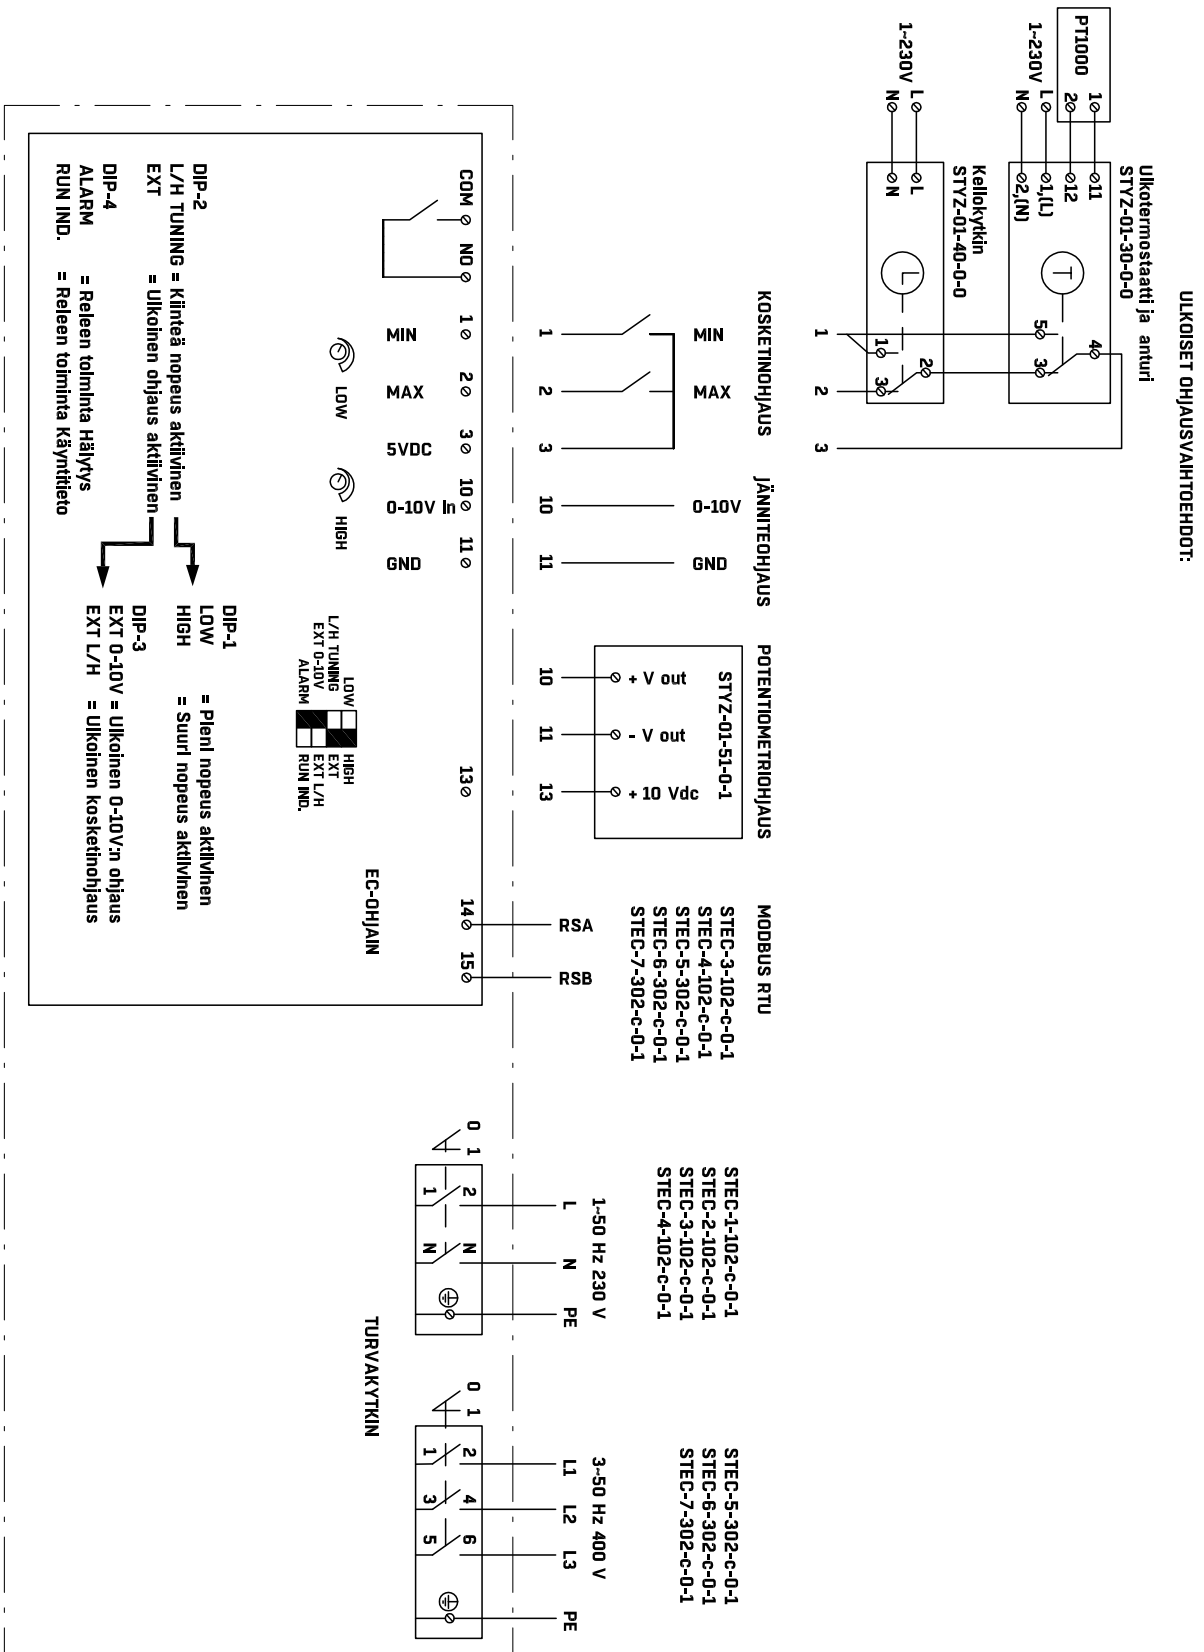 ULKOISET OHJAUSVAIHTOEHDOT:
Ulkotermostaatti ja anturi
STYZ-01-30-0-0
PT1000
1
2
1~230V
L
N
11
12
1,(L)
2,(N)
T
5
4
3
Kellokytkin
STYZ-01-40-0-0
1~230V
L
N
L
N
L
1
2
3
1
2
3
KOSKETINOHJAUS
MIN
MAX
1
2
3
JÄNNITEOHJAUS
0-10V
GND
10
11
POTENTIOMETRIOHJAUS
STYZ-01-51-0-1
+ V out
- V out
+ 10 Vdc
10
11
13
MODBUS RTU
STEC-3-102-c-0-1
STEC-4-102-c-0-1
STEC-5-302-c-0-1
STEC-6-302-c-0-1
STEC-7-302-c-0-1
RSA
RSB
STEC-1-102-c-0-1
STEC-2-102-c-0-1
STEC-3-102-c-0-1
STEC-4-102-c-0-1
1~50 Hz 230 V
L
N
PE
0
1
2
N
1
N
STEC-5-302-c-0-1
STEC-6-302-c-0-1
STEC-7-302-c-0-1
3~50 Hz 400 V
L1
L2
L3
PE
0
1
2
4
6
1
3
5
TURVAKYTKIN
COM
NO
1
2
3
10
11
13
14
15
MIN
MAX
5VDC
0-10V In
GND
LOW
HIGH
EC-OHJAIN
LOW
L/H TUNING
EXT 0-10V
ALARM
HIGH
EXT
EXT L/H
RUN IND.
DIP-2
L/H TUNING = Kiinteä nopeus aktiivinen
EXT = Ulkoinen ohjaus aktiivinen
DIP-4
ALARM = Releen toiminta Hälytys
RUN IND. = Releen toiminta Käyntitieto
DIP-1
LOW = Pieni nopeus aktiivinen
HIGH = Suuri nopeus aktiivinen
DIP-3
EXT 0-10V = Ulkoinen 0-10V:n ohjaus
EXT L/H = Ulkoinen kosketinohjaus